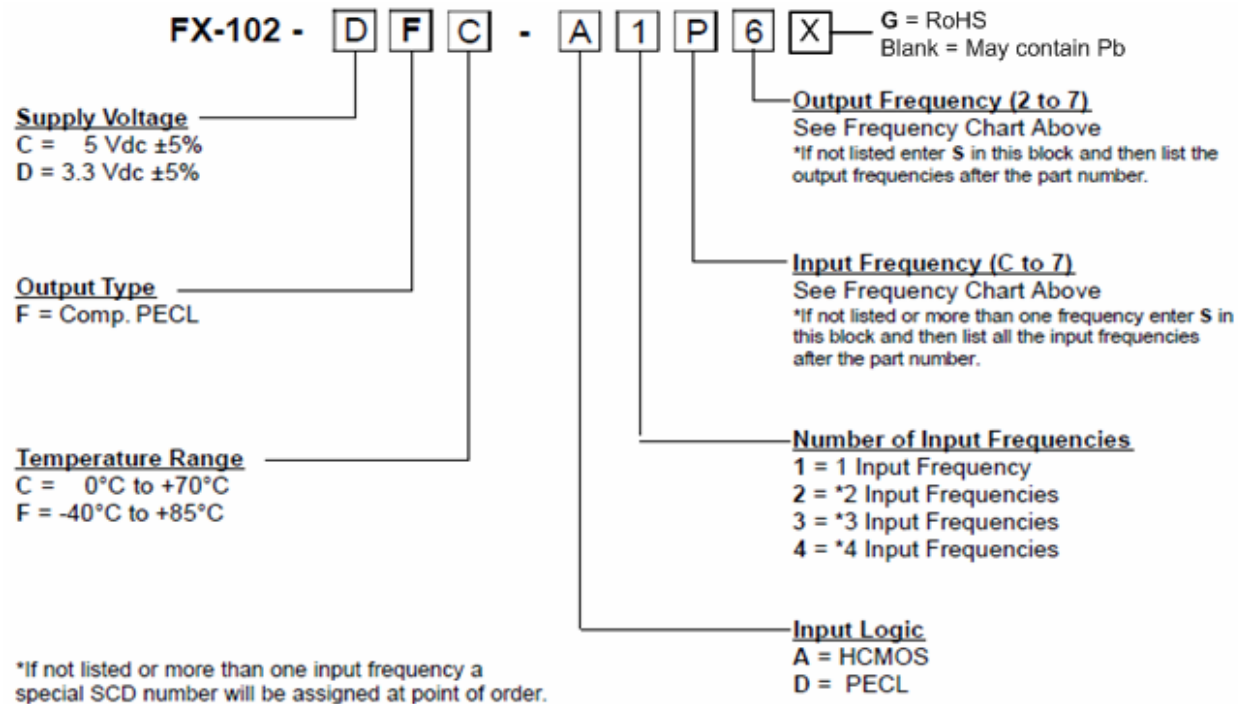 FX-102 - D F C - A 1 P 6 X
G = RoHS
Blank = May contain Pb
Supply Voltage
C = 5 Vdc ±5%
D = 3.3 Vdc ±5%
Output Type
F = Comp. PECL
Temperature Range
C = 0°C to +70°C
F = -40°C to +85°C
*If not listed or more than one input frequency a
special SCD number will be assigned at point of order.
Output Frequency (2 to 7)
See Frequency Chart Above
*If not listed enter S in this block and then list the
output frequencies after the part number.
Input Frequency (C to 7)
See Frequency Chart Above
*If not listed or more than one frequency enter S in
this block and then list all the input frequencies
after the part number.
Number of Input Frequencies
1 = 1 Input Frequency
2 = *2 Input Frequencies
3 = *3 Input Frequencies
4 = *4 Input Frequencies
Input Logic
A = HCMOS
D = PECL